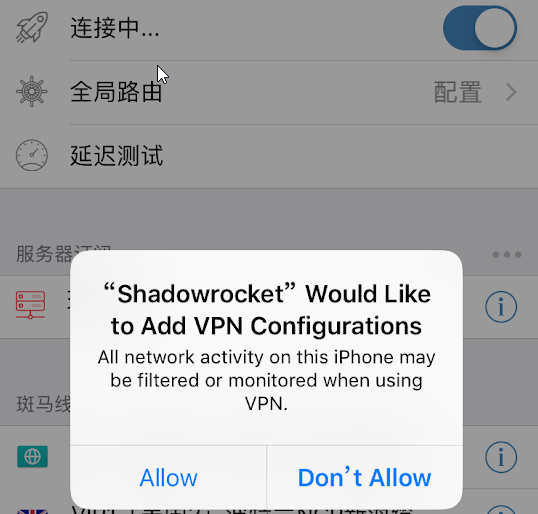 连接中...
全局路由
配置
延迟测试
服务器订阅
“Shadowrocket” Would Like
to Add VPN Configurations
All network activity on this iPhone may
be filtered or monitored when using
VPN.
斑马线
Allow
Don’t Allow